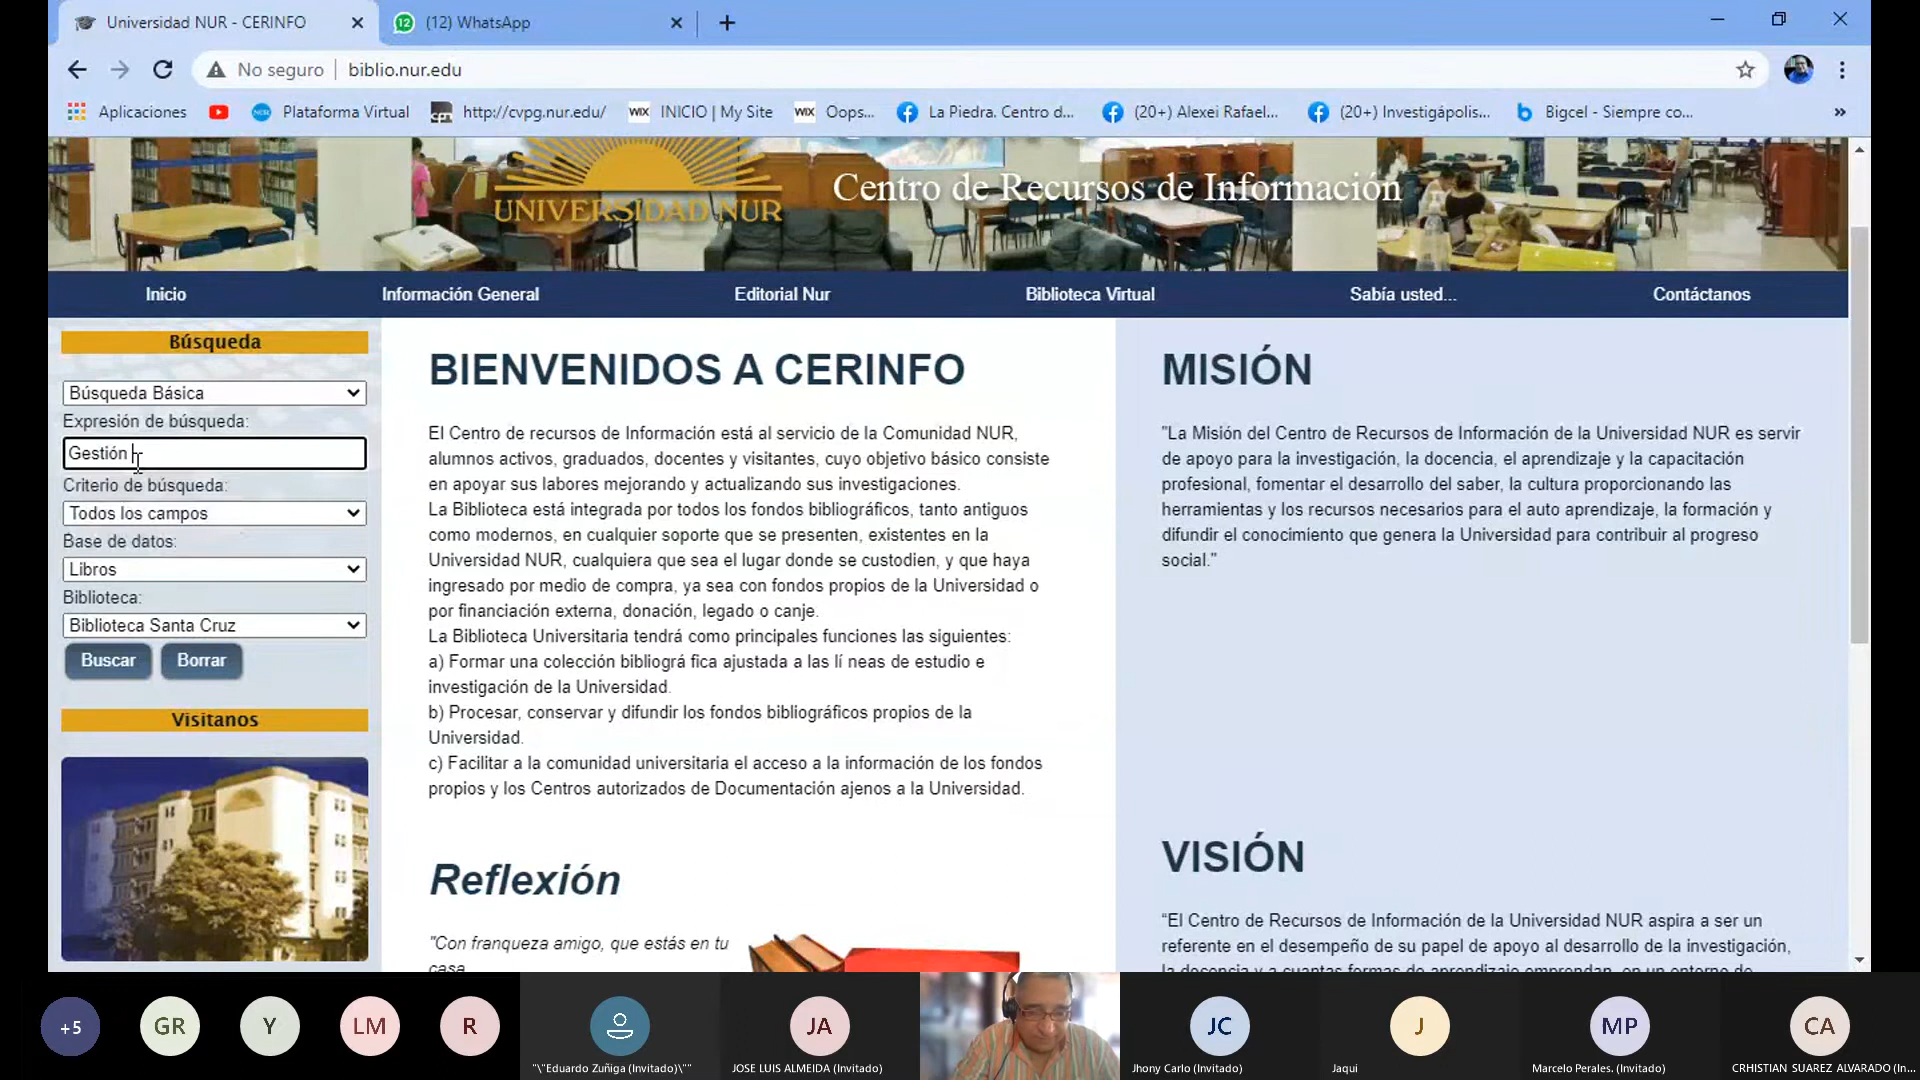 Universidad NUR - CERINFO
12 (12) WhatsApp
No seguro | biblio.nur.edu
Aplicaciones
Plataforma Virtual
http://cvpg.nur.edu/
WIX INICIO | My Site
WIX Oops...
La Piedra. Centro d...
(20+) Alexei Rafael...
(20+) Investigápolis...
Bigcel - Siempre co...
»
UNIVERSIDAD NUR
Centro de Recursos de Información
Inicio
Información General
Editorial Nur
Biblioteca Virtual
Sabía usted...
Contáctanos
Búsqueda
Búsqueda Básica
Expresión de búsqueda:
Gestión
Criterio de búsqueda:
Todos los campos
Base de datos:
Libros
Biblioteca:
Biblioteca Santa Cruz
Buscar
Borrar
Visitanos
BIENVENIDOS A CERINFO
El Centro de recursos de Información está al servicio de la Comunidad NUR,
alumnos activos, graduados, docentes y visitantes, cuyo objetivo básico consiste
en apoyar sus labores mejorando y actualizando sus investigaciones.
La Biblioteca está integrada por todos los fondos bibliográficos, tanto antiguos
como modernos, en cualquier soporte que se presenten, existentes en la
Universidad NUR, cualquiera que sea el lugar donde se custodien, y que haya
ingresado por medio de compra, ya sea con fondos propios de la Universidad o
por financiación externa, donación, legado o canje.
La Biblioteca Universitaria tendrá como principales funciones las siguientes:
a) Formar una colección bibliográ fica ajustada a las lí neas de estudio e
investigación de la Universidad.
b) Procesar, conservar y difundir los fondos bibliográficos propios de la
Universidad.
c) Facilitar a la comunidad universitaria el acceso a la información de los fondos
propios y los Centros autorizados de Documentación ajenos a la Universidad.
Reflexión
"Con franqueza amigo, que estás en tu
casa
MISIÓN
"La Misión del Centro de Recursos de Información de la Universidad NUR es servir
de apoyo para la investigación, la docencia, el aprendizaje y la capacitación
profesional, fomentar el desarrollo del saber, la cultura proporcionando las
herramientas y los recursos necesarios para el auto aprendizaje, la formación y
difundir el conocimiento que genera la Universidad para contribuir al progreso
social."
VISIÓN
"El Centro de Recursos de Información de la Universidad NUR aspira a ser un
referente en el desempeño de su papel de apoyo al desarrollo de la investigación,
la docencia y a cuantas formas de aprendizaje emprendan, en un entorno de
+5
GR
Y
LM
R
"\"Eduardo Zuñiga (Invitado)\""
JA
JOSE LUIS ALMEIDA (Invitado)
JC
Jhony Carlo (Invitado)
J
Jaqui
MP
Marcelo Perales. (Invitado)
CA
CRHISTIAN SUAREZ ALVARADO (In...